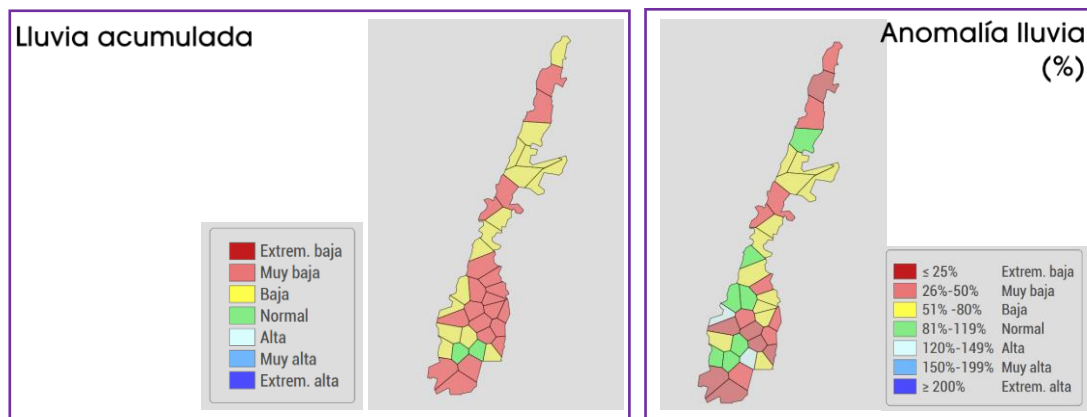 Lluvia acumulada
Extrem. baja
Muy baja
Baja
Normal
Alta
Muy alta
Extrem. alta
Anomalía lluvia
(%)
≤ 25% Extrem. baja
26%-50% Muy baja
51% -80% Baja
81%-119% Normal
120%-149% Alta
150%-199% Muy alta
≥ 200% Extrem. alta